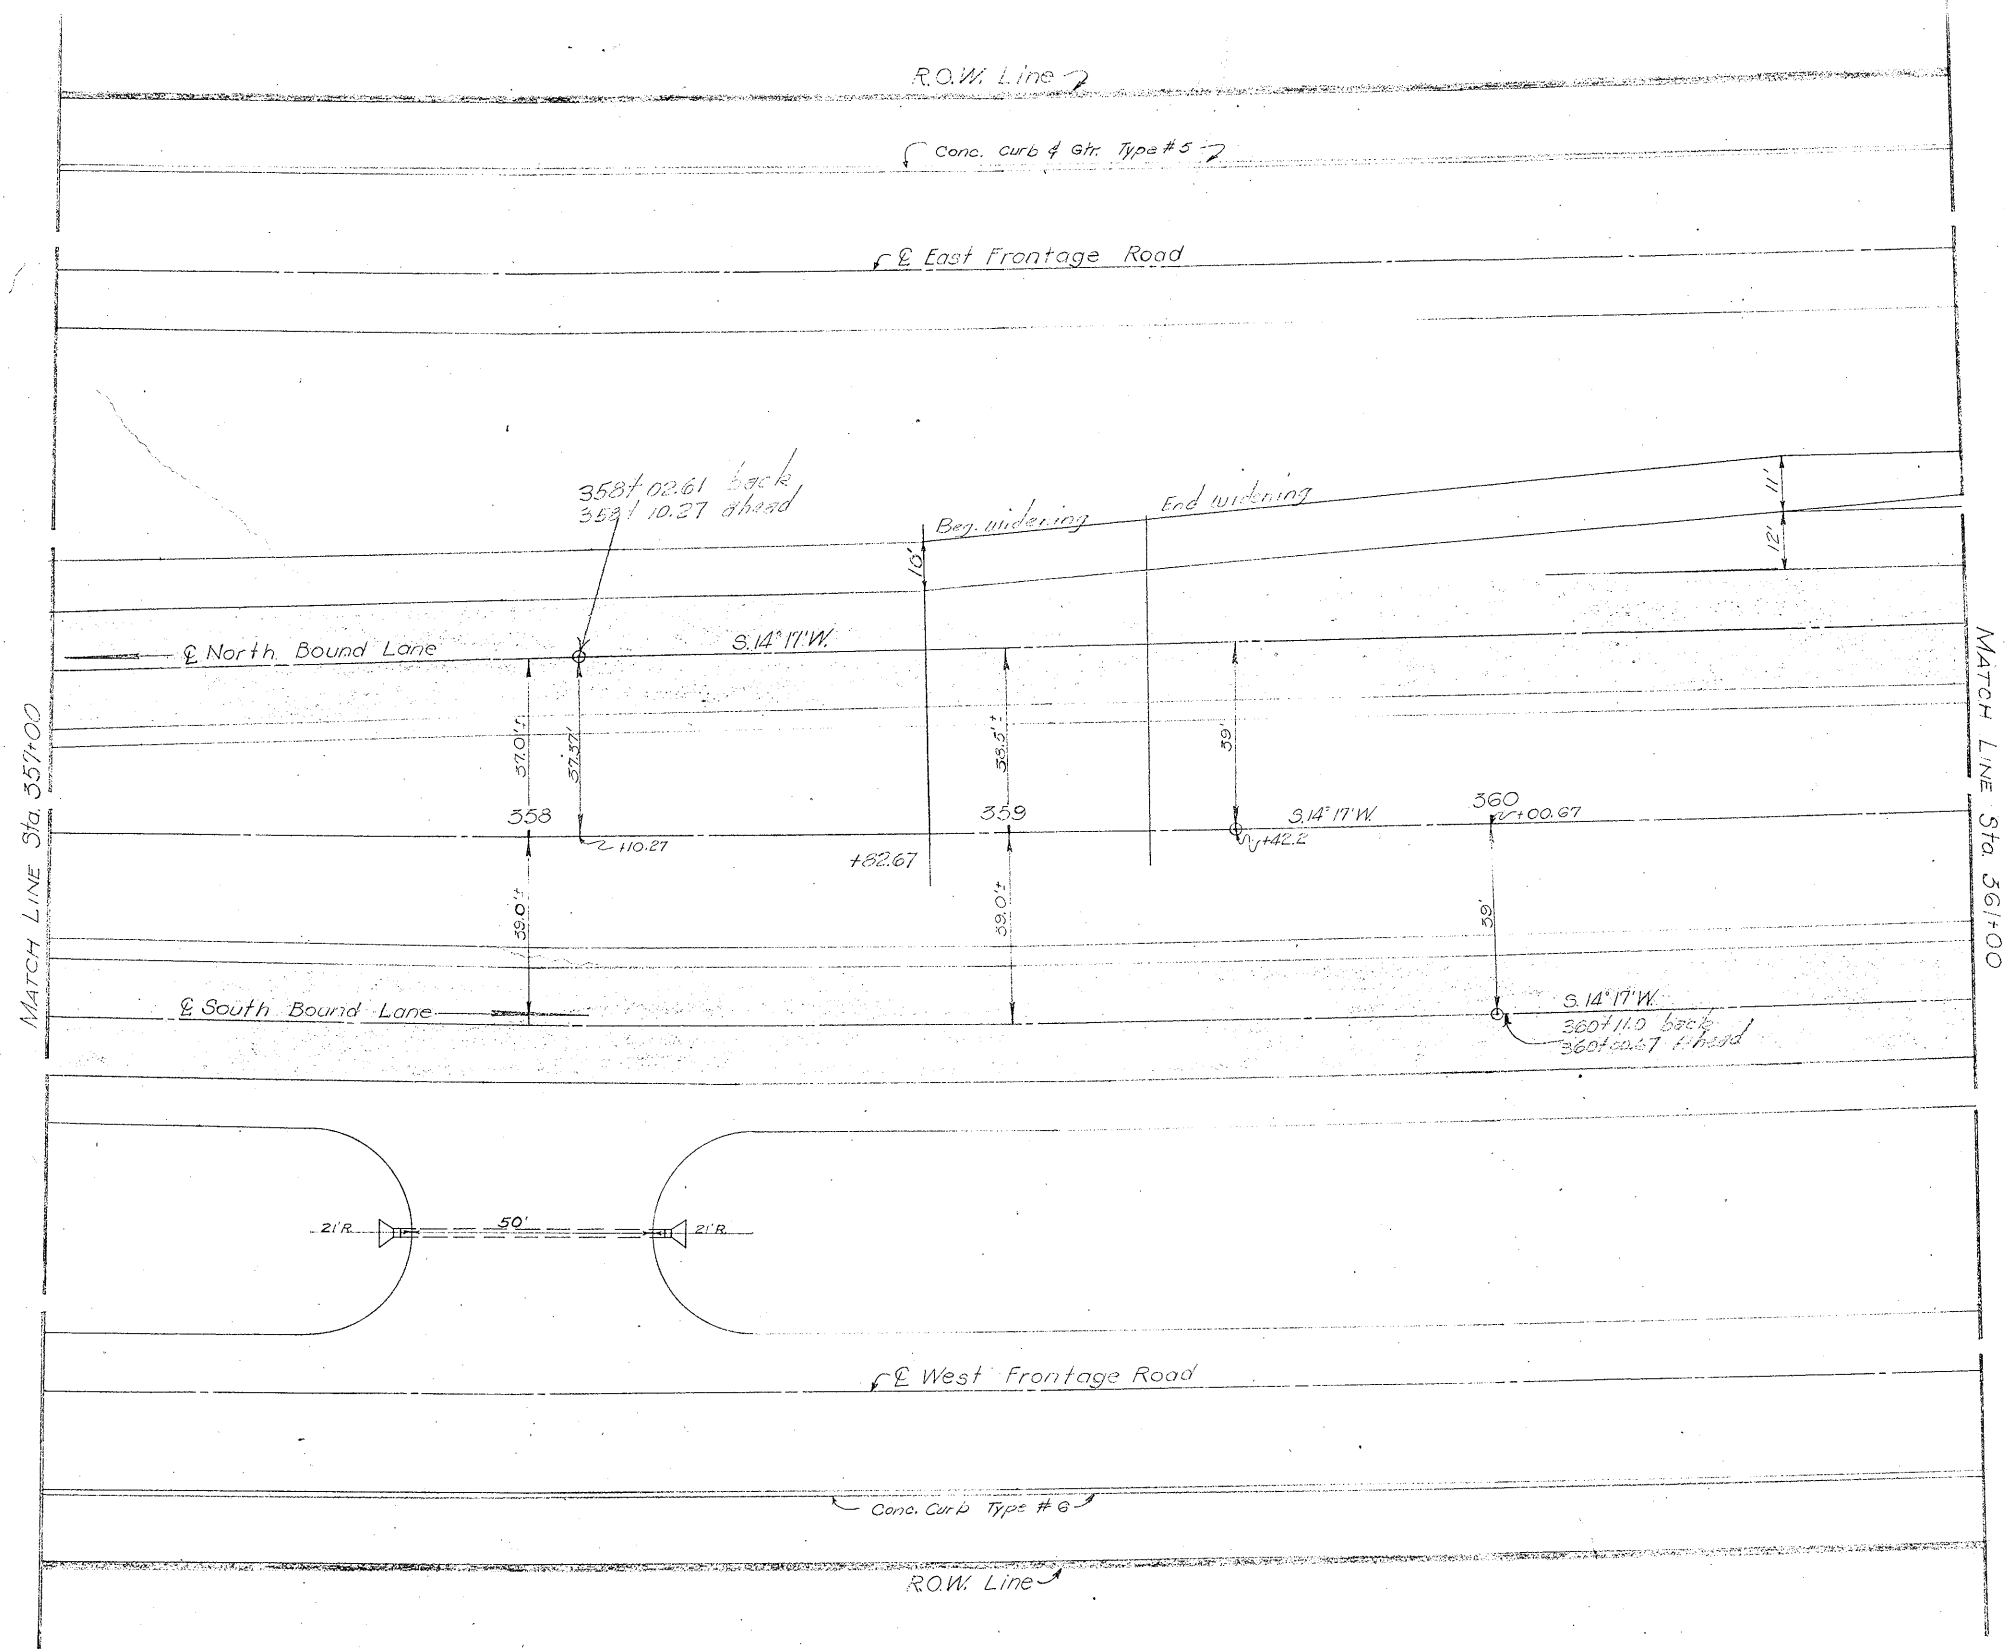 R.O.W. Line
Conc. Curb & Gtr. Type #5
℄ East Frontage Road
358+02.61 back
358+10.27 ahead
Beg. widening
End widening
10'
11'
12'
℄ North Bound Lane
S.14°17'W.
37.0'±
37.37'
38.5'±
39'
MATCH LINE Sta. 357+00
MATCH LINE Sta. 361+00
358
+10.27
+82.67
359
+42.2
S.14°17'W.
360
+00.67
39.0'±
39.0'±
39'
℄ South Bound Lane
S.14°17'W.
360+11.0 back
360+00.67 Ahead
21'R.
50'
21'R.
℄ West Frontage Road
Conc. Curb Type #6
R.O.W. Line